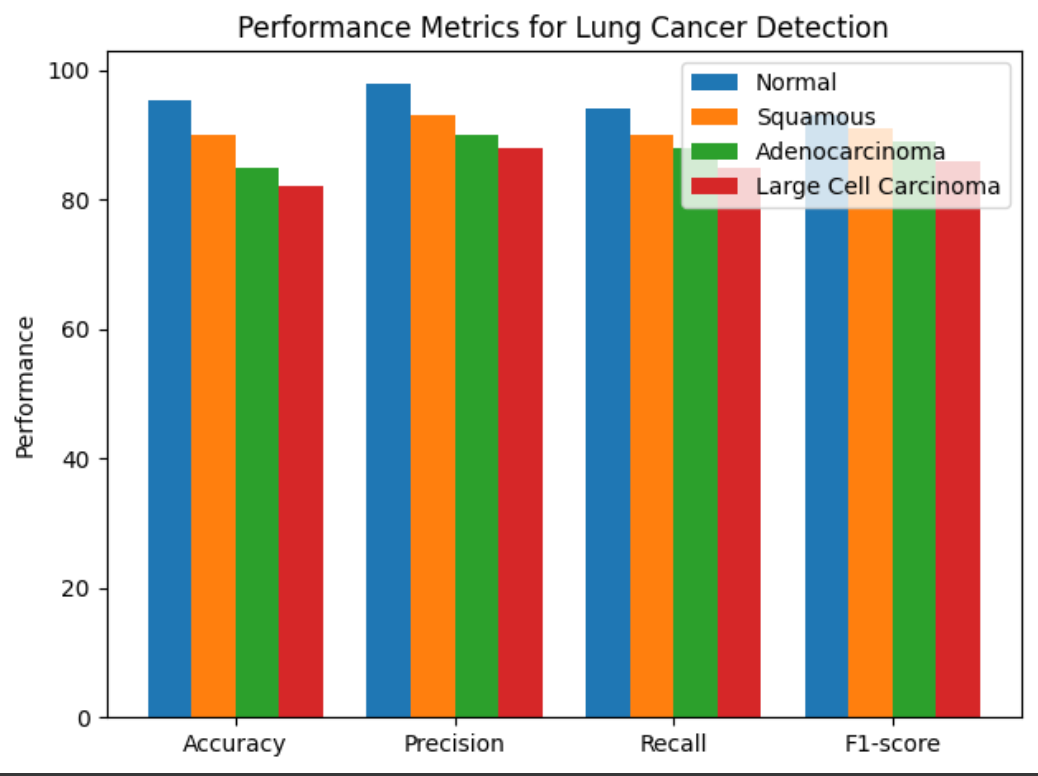 Performance Metrics for Lung Cancer Detection
100
80
60
40
20
0
Performance
Normal
Squamous
Adenocarcinoma
Large Cell Carcinoma
Accuracy
Precision
Recall
F1-score